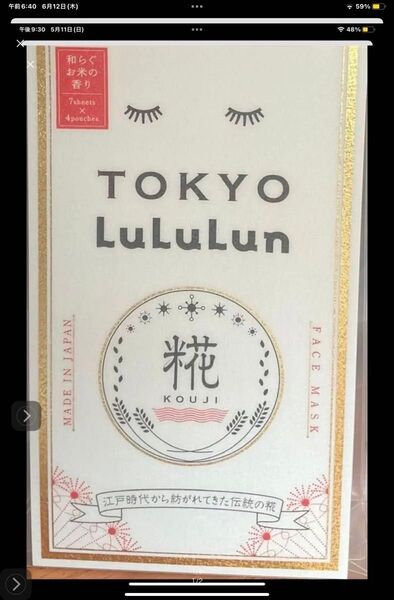 午前6:40 6月12日(木) 59%
午後9:30 5月11日(日) 48%
和らぐ
お米の
香り
7sheets
×
4pouches
TOKYO
LuLuLun
MADE IN JAPAN
FACE MASK
糀
KOUJI
江戸時代から紡がれてきた伝統の糀
1/2